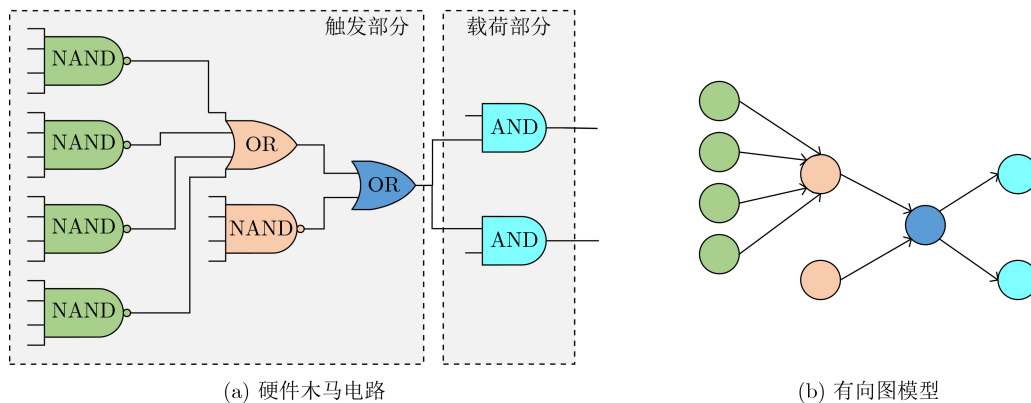 触发部分
载荷部分
NAND
NAND
NAND
NAND
OR
NAND
OR
AND
AND
(a) 硬件木马电路
(b) 有向图模型